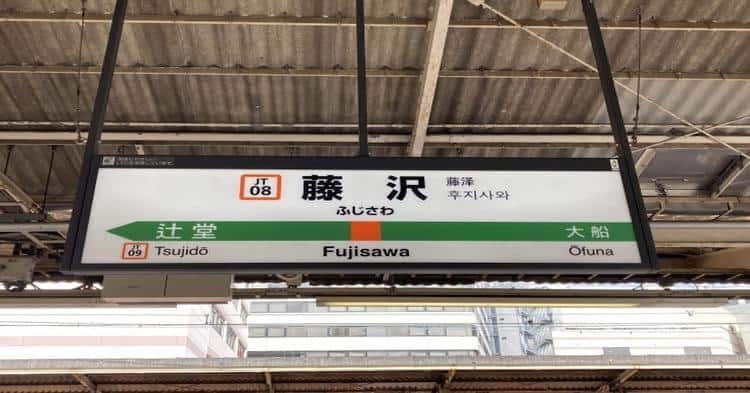 JT
08
藤沢
藤泽
후지사와
ふじさわ
辻堂
大船
JT
09
Tsujidō
Fujisawa
Ōfuna